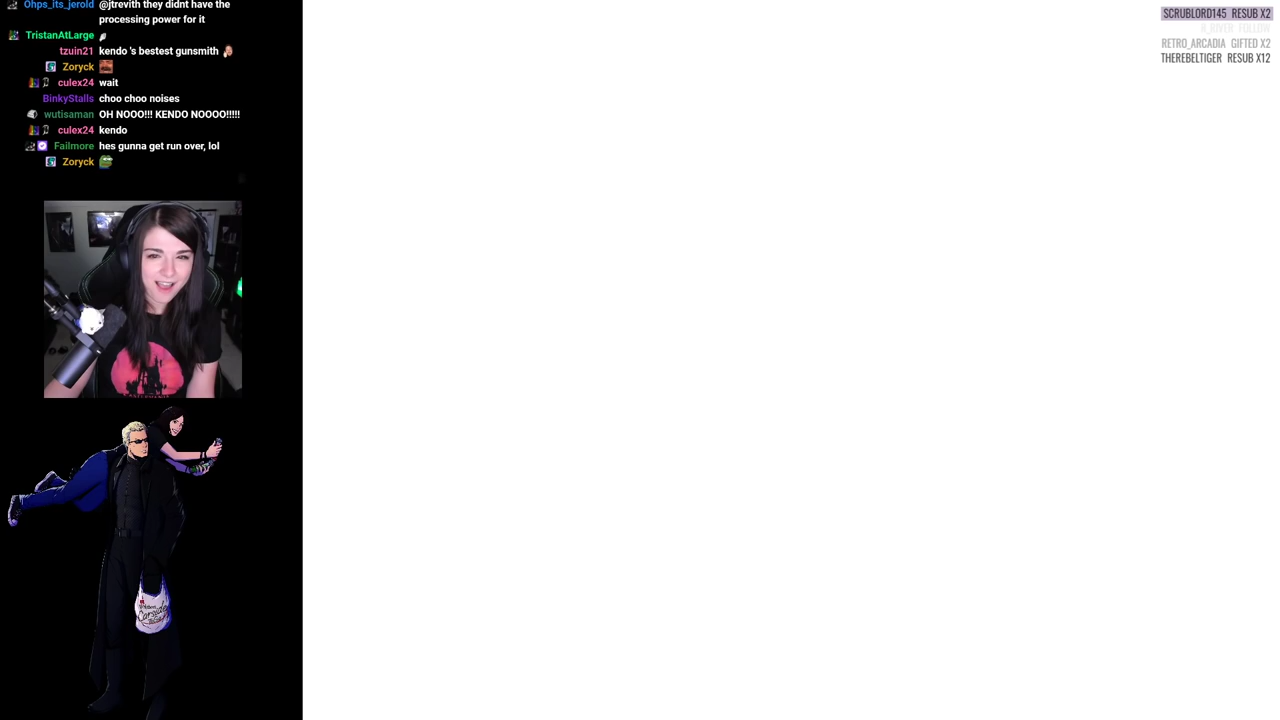 Ohps_its_jerold @jtrevith they didnt have the
processing power for it
TristanAtLarge
tzuin21 kendo 's bestest gunsmith
Zoryck
culex24 wait
BinkyStalls choo choo noises
wutisaman OH NOOO!!! KENDO NOOOO!!!!!
culex24 kendo
Failmore hes gunna get run over, lol
Zoryck
SCRUBLORD145 RESUB X2
RETRO_ARCADIA GIFTED X2
THEREBELTIGER RESUB X12